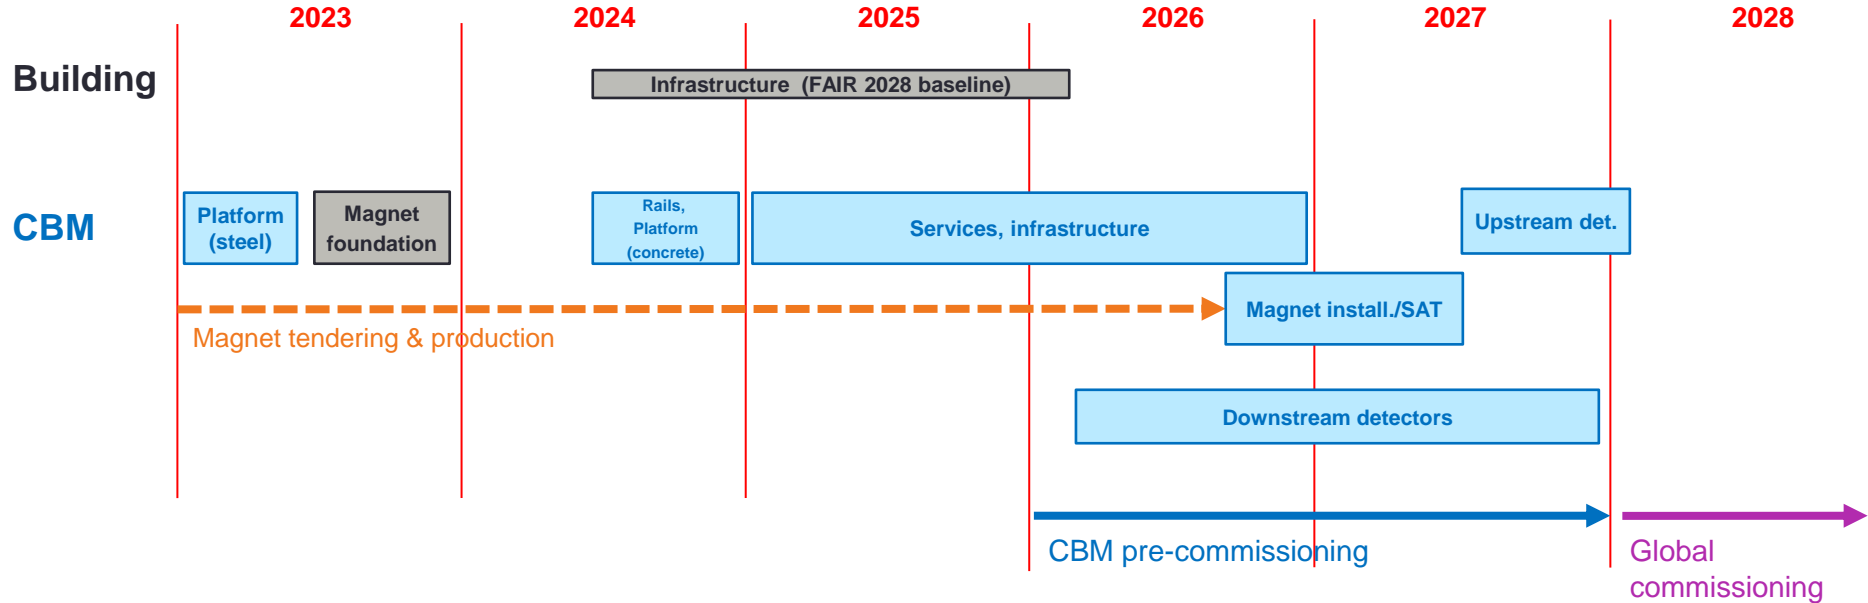 2023 2024 2025 2026 2027 2028
Building
Infrastructure (FAIR 2028 baseline)
CBM
Platform
(steel)
Magnet
foundation
Rails,
Platform
(concrete)
Services, infrastructure
Upstream det.
Magnet install./SAT
Magnet tendering & production
Downstream detectors
CBM pre-commissioning
Global
commissioning